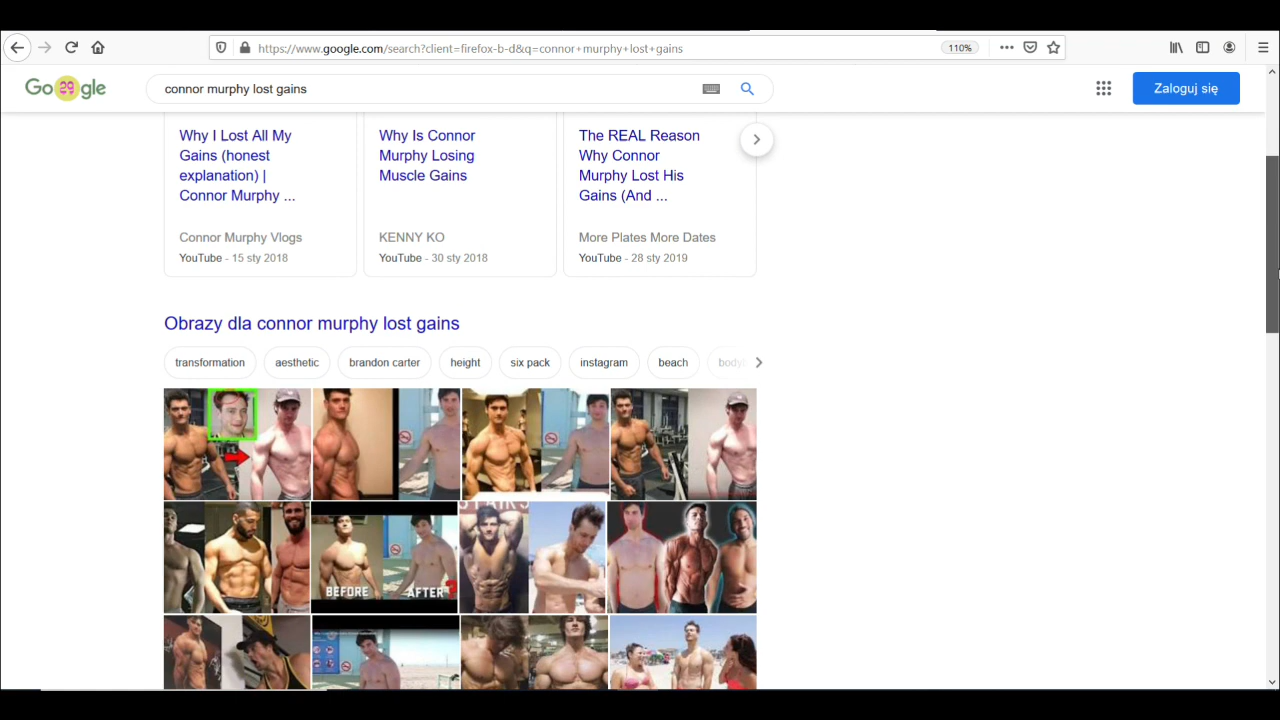 https://www.google.com/search?client=firefox-b-d&q=connor+murphy+lost+gains
110%
Google
connor murphy lost gains
Zaloguj się
Why I Lost All My
Gains (honest
explanation) |
Connor Murphy ...
Connor Murphy Vlogs
YouTube - 15 sty 2018
Why Is Connor
Murphy Losing
Muscle Gains
KENNY KO
YouTube - 30 sty 2018
The REAL Reason
Why Connor
Murphy Lost His
Gains (And ...
More Plates More Dates
YouTube - 28 sty 2019
Obrazy dla connor murphy lost gains
transformation
aesthetic
brandon carter
height
six pack
instagram
beach
BEFORE
AFTER